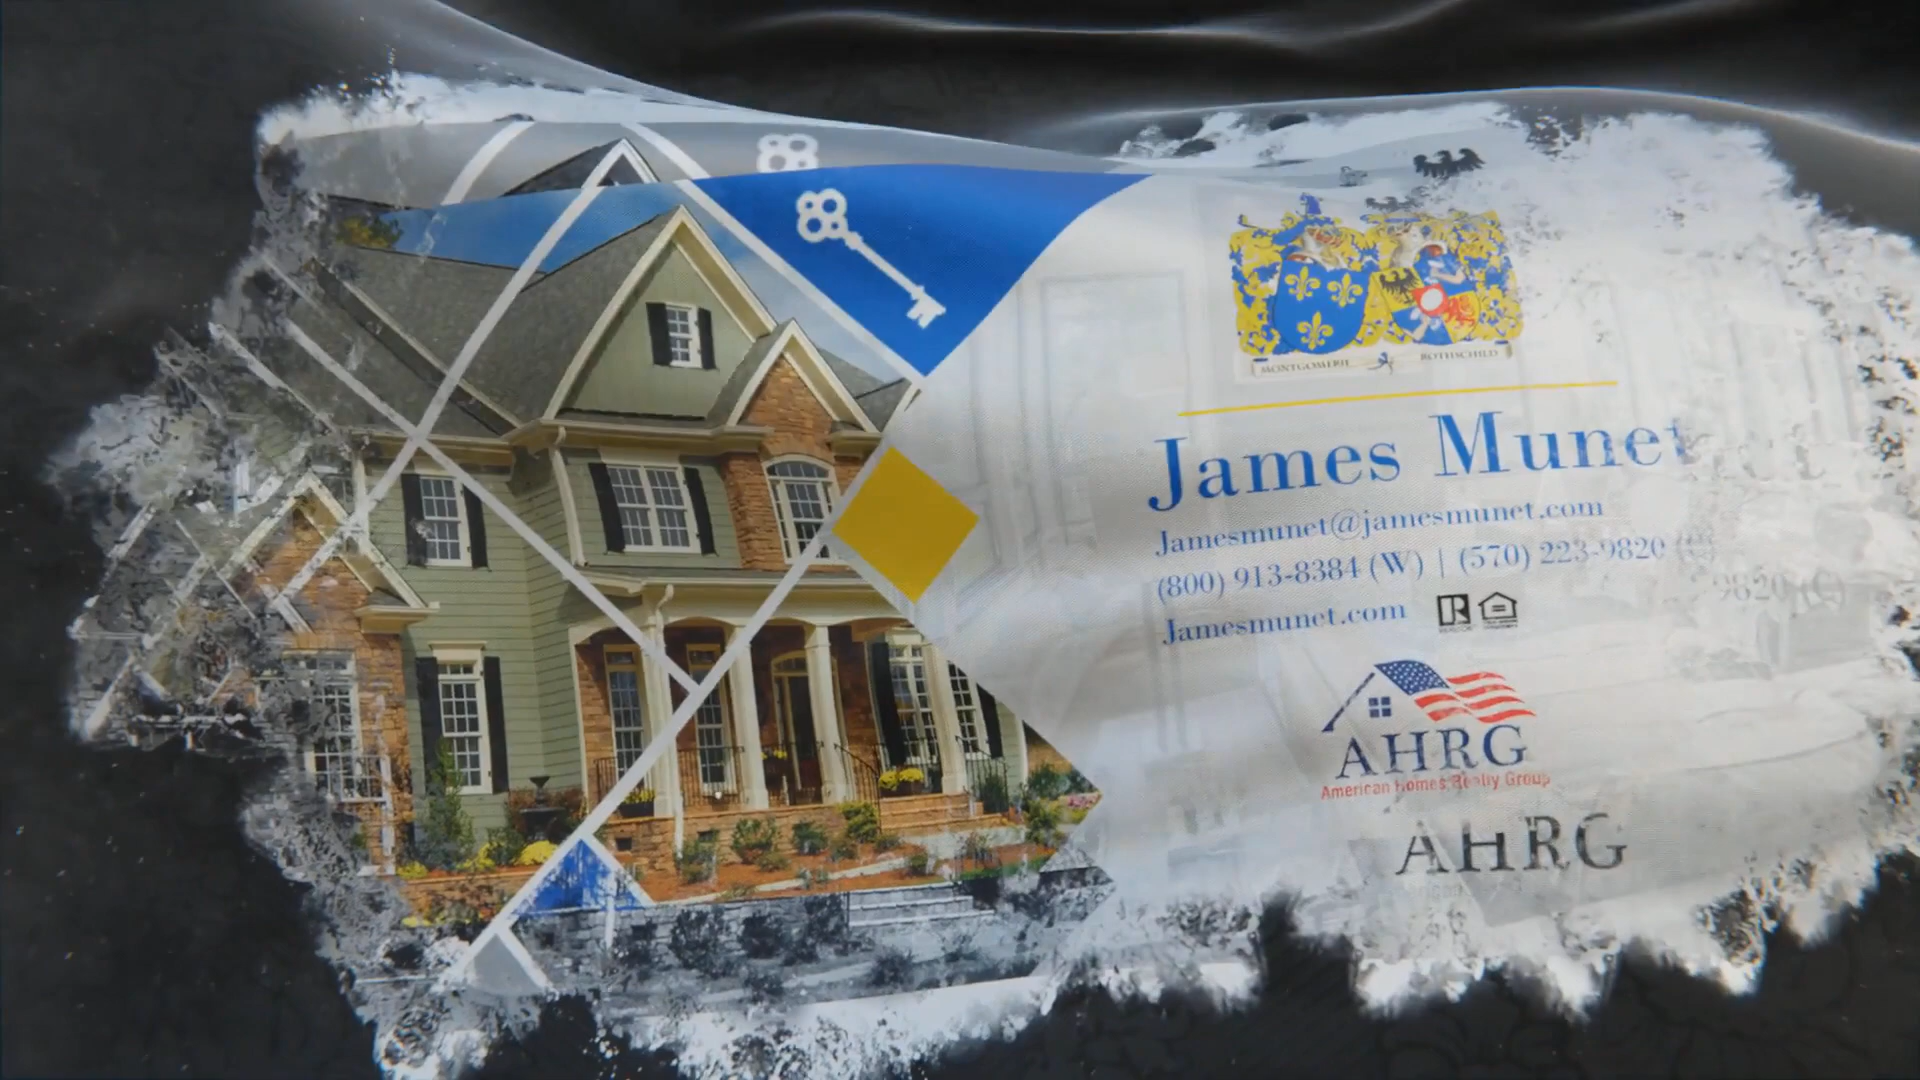 MONTGOMERIE ROTHSCHILD
James Munet
Jamesmunet@jamesmunet.com
(800) 913-8384 (W) | (570) 223-9820 (C)
9820 (C)
Jamesmunet.com
AHRG
American Homes Realty Group
AHRG